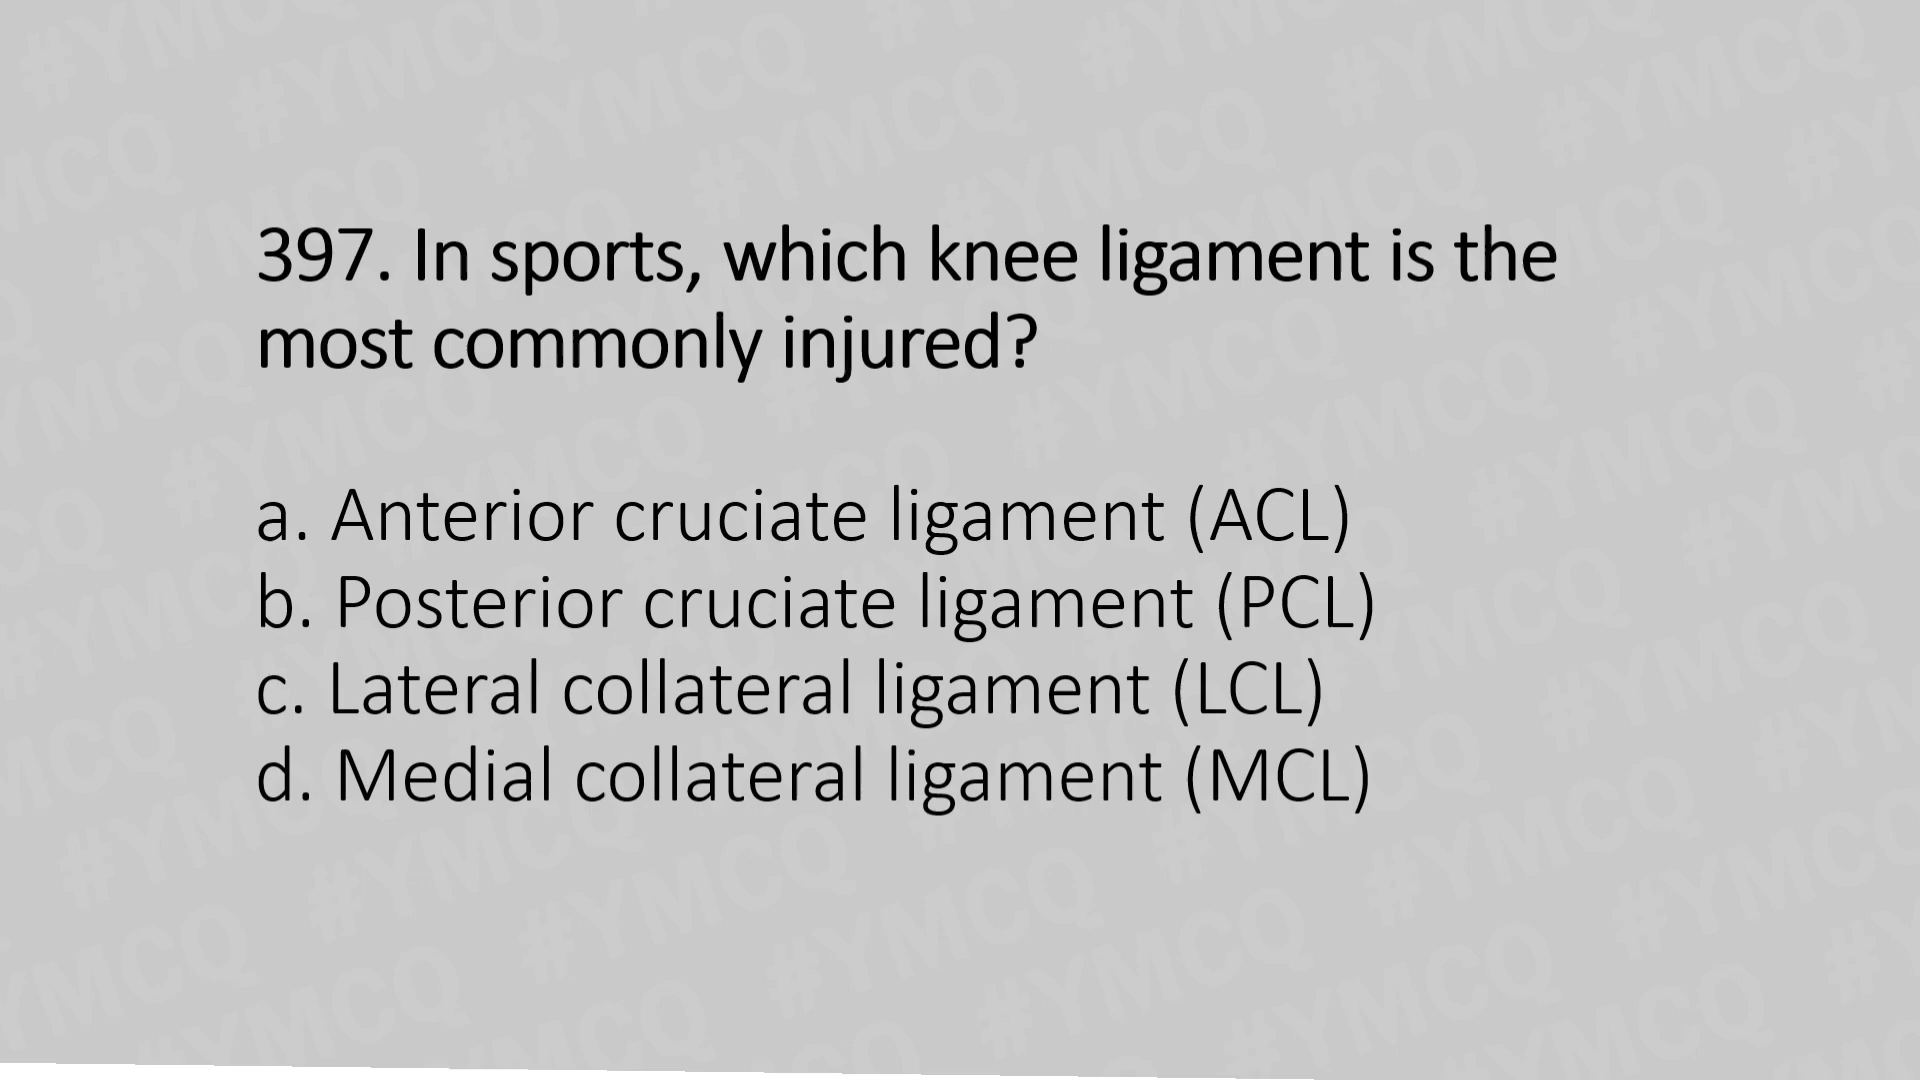 397. In sports, which knee ligament is the
most commonly injured?
a. Anterior cruciate ligament (ACL)
b. Posterior cruciate ligament (PCL)
c. Lateral collateral ligament (LCL)
d. Medial collateral ligament (MCL)
#YMCQ